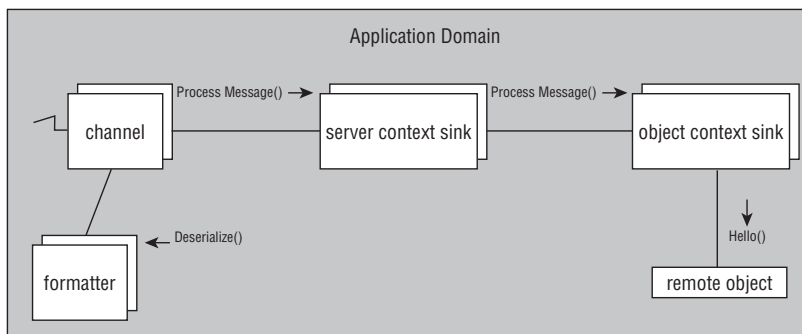 Application Domain
Process Message()
Process Message()
channel
server context sink
object context sink
Deserialize()
Hello()
formatter
remote object